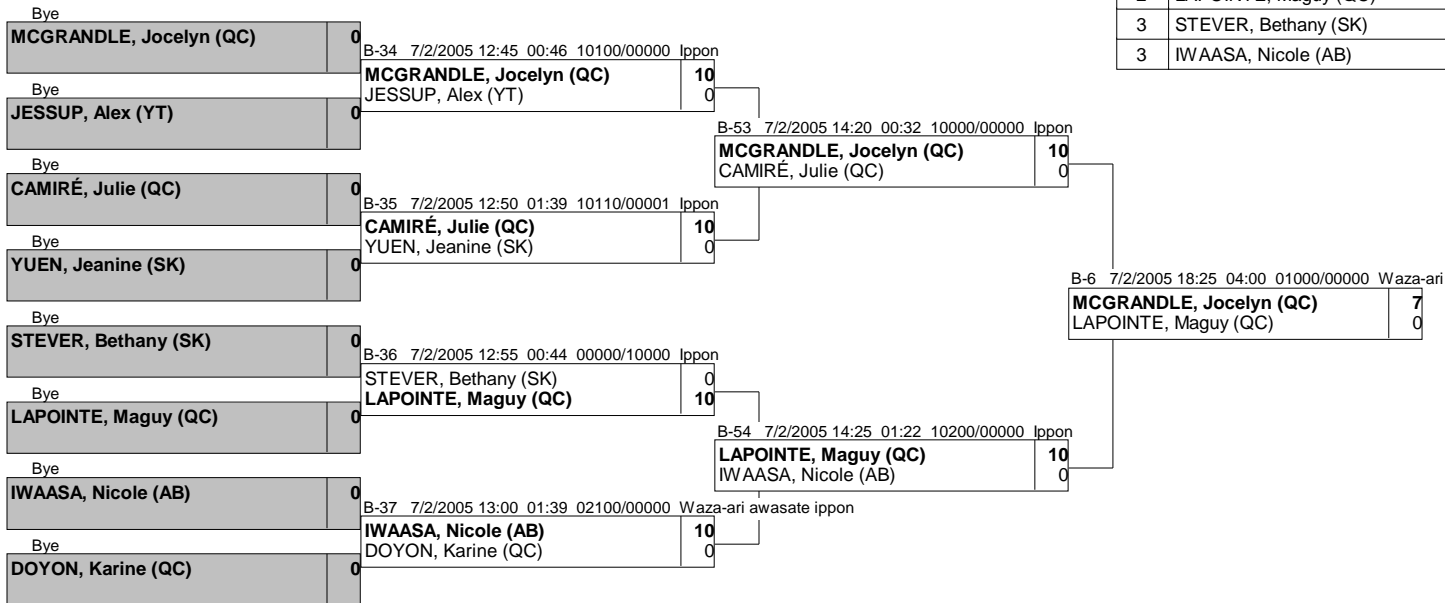 Bye
MCGRANDLE, Jocelyn (QC) 0
Bye
JESSUP, Alex (YT) 0
Bye
CAMIRÉ, Julie (QC) 0
Bye
YUEN, Jeanine (SK) 0
Bye
STEVER, Bethany (SK) 0
Bye
LAPOINTE, Maguy (QC) 0
Bye
IWAASA, Nicole (AB) 0
Bye
DOYON, Karine (QC) 0
B-34 7/2/2005 12:45 00:46 10100/00000 Ippon
MCGRANDLE, Jocelyn (QC) 10
JESSUP, Alex (YT) 0
B-35 7/2/2005 12:50 01:39 10110/00001 Ippon
CAMIRÉ, Julie (QC) 10
YUEN, Jeanine (SK) 0
B-36 7/2/2005 12:55 00:44 00000/10000 Ippon
STEVER, Bethany (SK) 0
LAPOINTE, Maguy (QC) 10
B-37 7/2/2005 13:00 01:39 02100/00000 Waza-ari awasate ippon
IWAASA, Nicole (AB) 10
DOYON, Karine (QC) 0
B-53 7/2/2005 14:20 00:32 10000/00000 Ippon
MCGRANDLE, Jocelyn (QC) 10
CAMIRÉ, Julie (QC) 0
B-54 7/2/2005 14:25 01:22 10200/00000 Ippon
LAPOINTE, Maguy (QC) 10
IWAASA, Nicole (AB) 0
B-6 7/2/2005 18:25 04:00 01000/00000 Waza-ari
MCGRANDLE, Jocelyn (QC) 7
LAPOINTE, Maguy (QC) 0
2 LAPOINTE, Maguy (QC)
3 STEVER, Bethany (SK)
3 IWAASA, Nicole (AB)